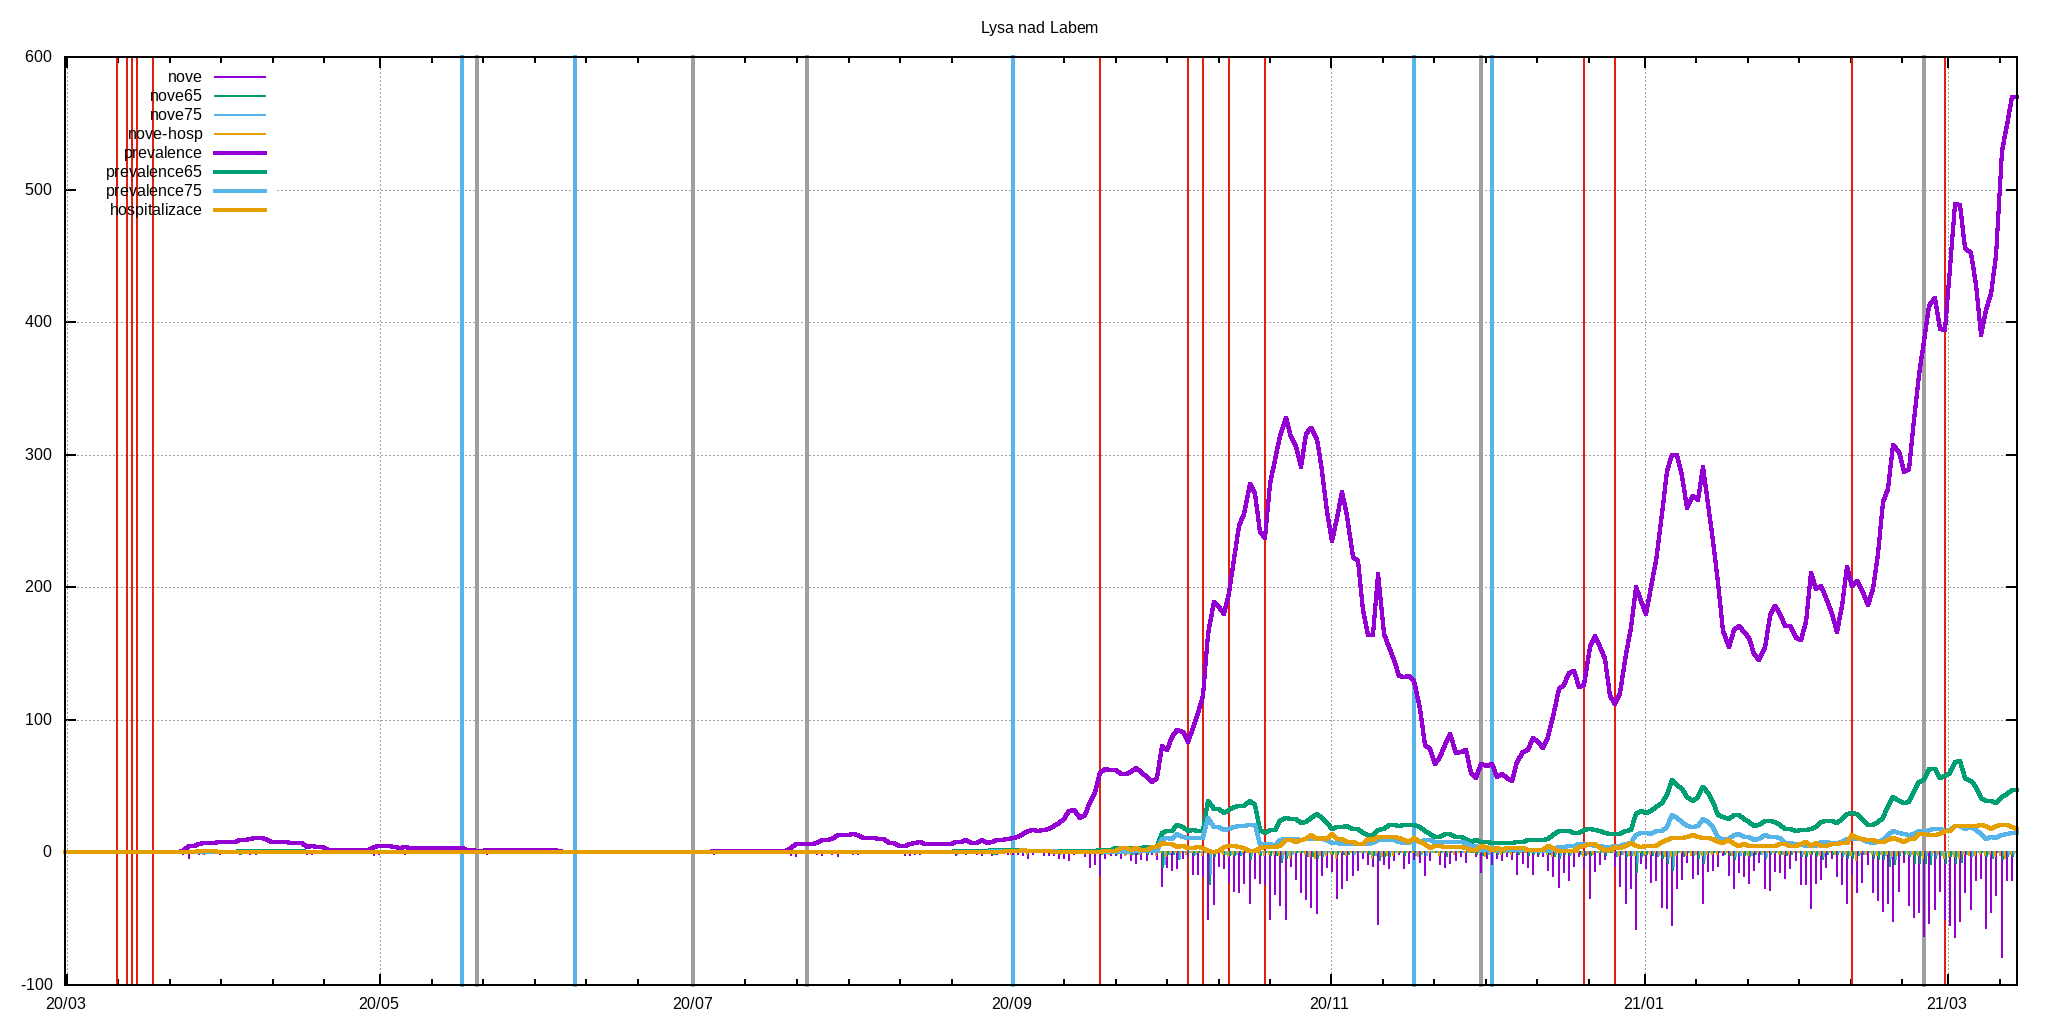 Lysa nad Labem
600
500
400
300
200
100
0
-100
nove
nove65
nove75
nove-hosp
prevalence
prevalence65
prevalence75
hospitalizace
20/03 20/05 20/07 20/09 20/11 21/01 21/03